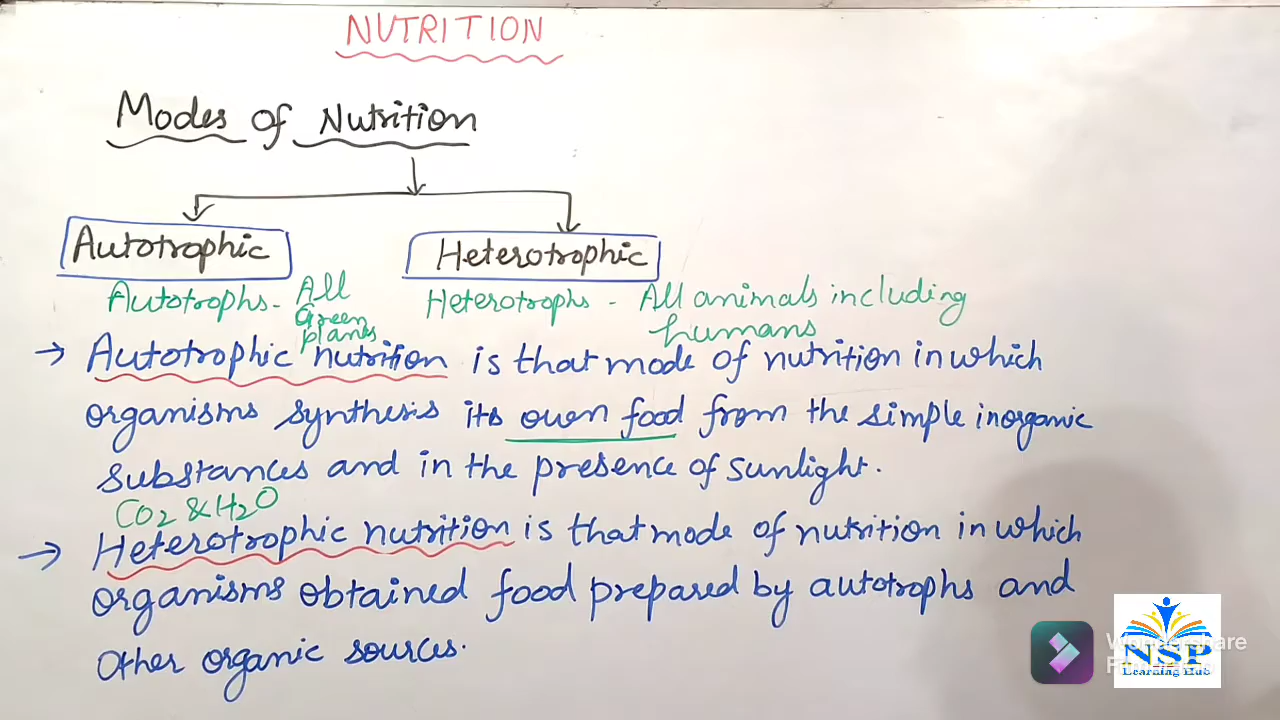 NUTRITION
Modes of Nutrition
Autotrophic
Heterotrophic
Autotrophs - All
Green
plants
Heterotrophs - All animals including
humans
→ Autotrophic nutrition is that mode of nutrition in which
organisms synthesis its own food from the simple inorganic
substances and in the presence of sunlight.
CO2 & H2O
→ Heterotrophic nutrition is that mode of nutrition in which
organisms obtained food prepared by autotrophs and
other organic sources.
Wondershare
Filmora
NSP
Learning Hub